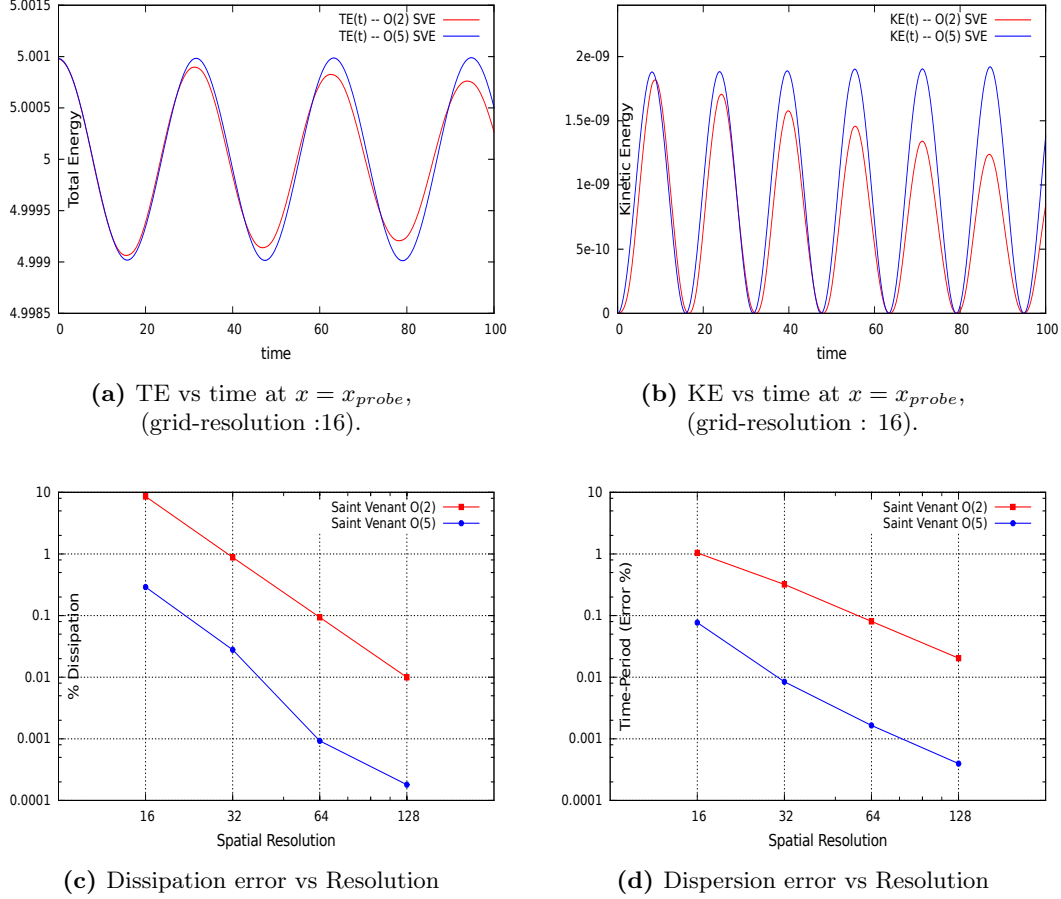 5.0015
5.001
5.0005
5
4.9995
4.999
4.9985
0 20 40 60 80 100
Total Energy
time
TE(t) -- O(2) SVE
TE(t) -- O(5) SVE
(a) TE vs time at x = x_probe,
(grid-resolution :16).
2e-09
1.5e-09
1e-09
5e-10
0
0 20 40 60 80 100
Kinetic Energy
time
KE(t) -- O(2) SVE
KE(t) -- O(5) SVE
(b) KE vs time at x = x_probe,
(grid-resolution : 16).
10
1
0.1
0.01
0.001
0.0001
16 32 64 128
% Dissipation
Spatial Resolution
Saint Venant O(2)
Saint Venant O(5)
(c) Dissipation error vs Resolution
10
1
0.1
0.01
0.001
0.0001
16 32 64 128
Time-Period (Error %)
Spatial Resolution
Saint Venant O(2)
Saint Venant O(5)
(d) Dispersion error vs Resolution